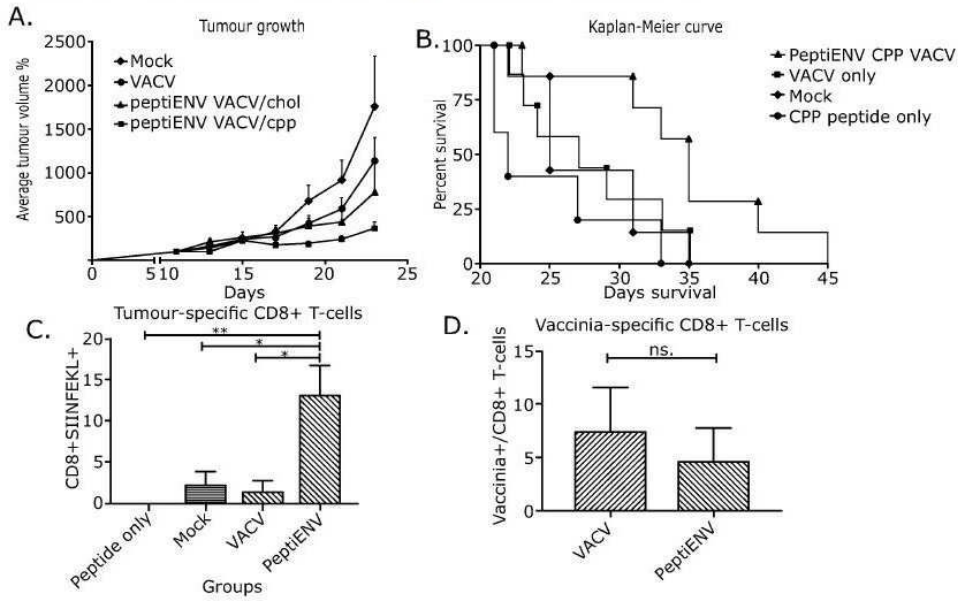 A.
Tumour growth
Average tumour volume %
2500
2000
1500
1000
500
Mock
VACV
peptiENV VACV/chol
peptiENV VACV/cpp
0
5
10
15
20
25
Days
B.
Kaplan-Meier curve
Percent survival
100
75
50
25
0
20
25
30
35
40
45
Days survival
PeptiENV CPP VACV
VACV only
Mock
CPP peptide only
C.
Tumour-specific CD8+ T-cells
CD8+SIINFEKL+
20
15
10
5
0
**
*
*
Peptide only
Mock
VACV
PeptiENV
Groups
D.
Vaccinia-specific CD8+ T-cells
Vaccinia+/CD8+ T-cells
15
10
5
0
ns.
VACV
PeptiENV